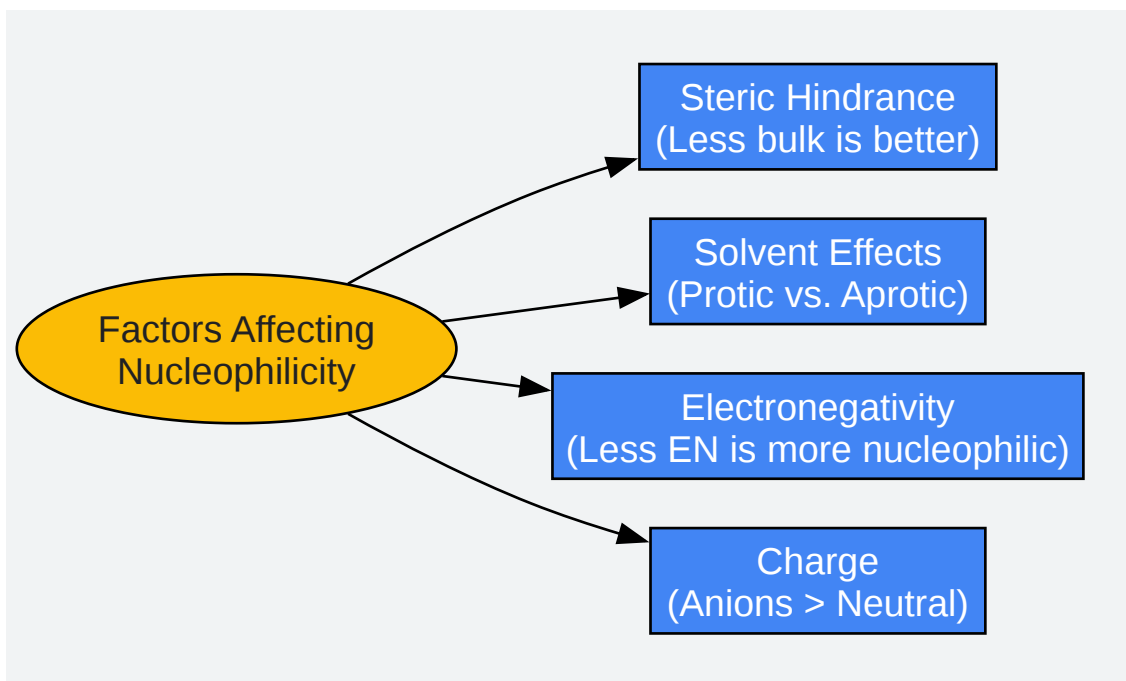 Factors Affecting
Nucleophilicity
Steric Hindrance
(Less bulk is better)
Solvent Effects
(Protic vs. Aprotic)
Electronegativity
(Less EN is more nucleophilic)
Charge
(Anions > Neutral)